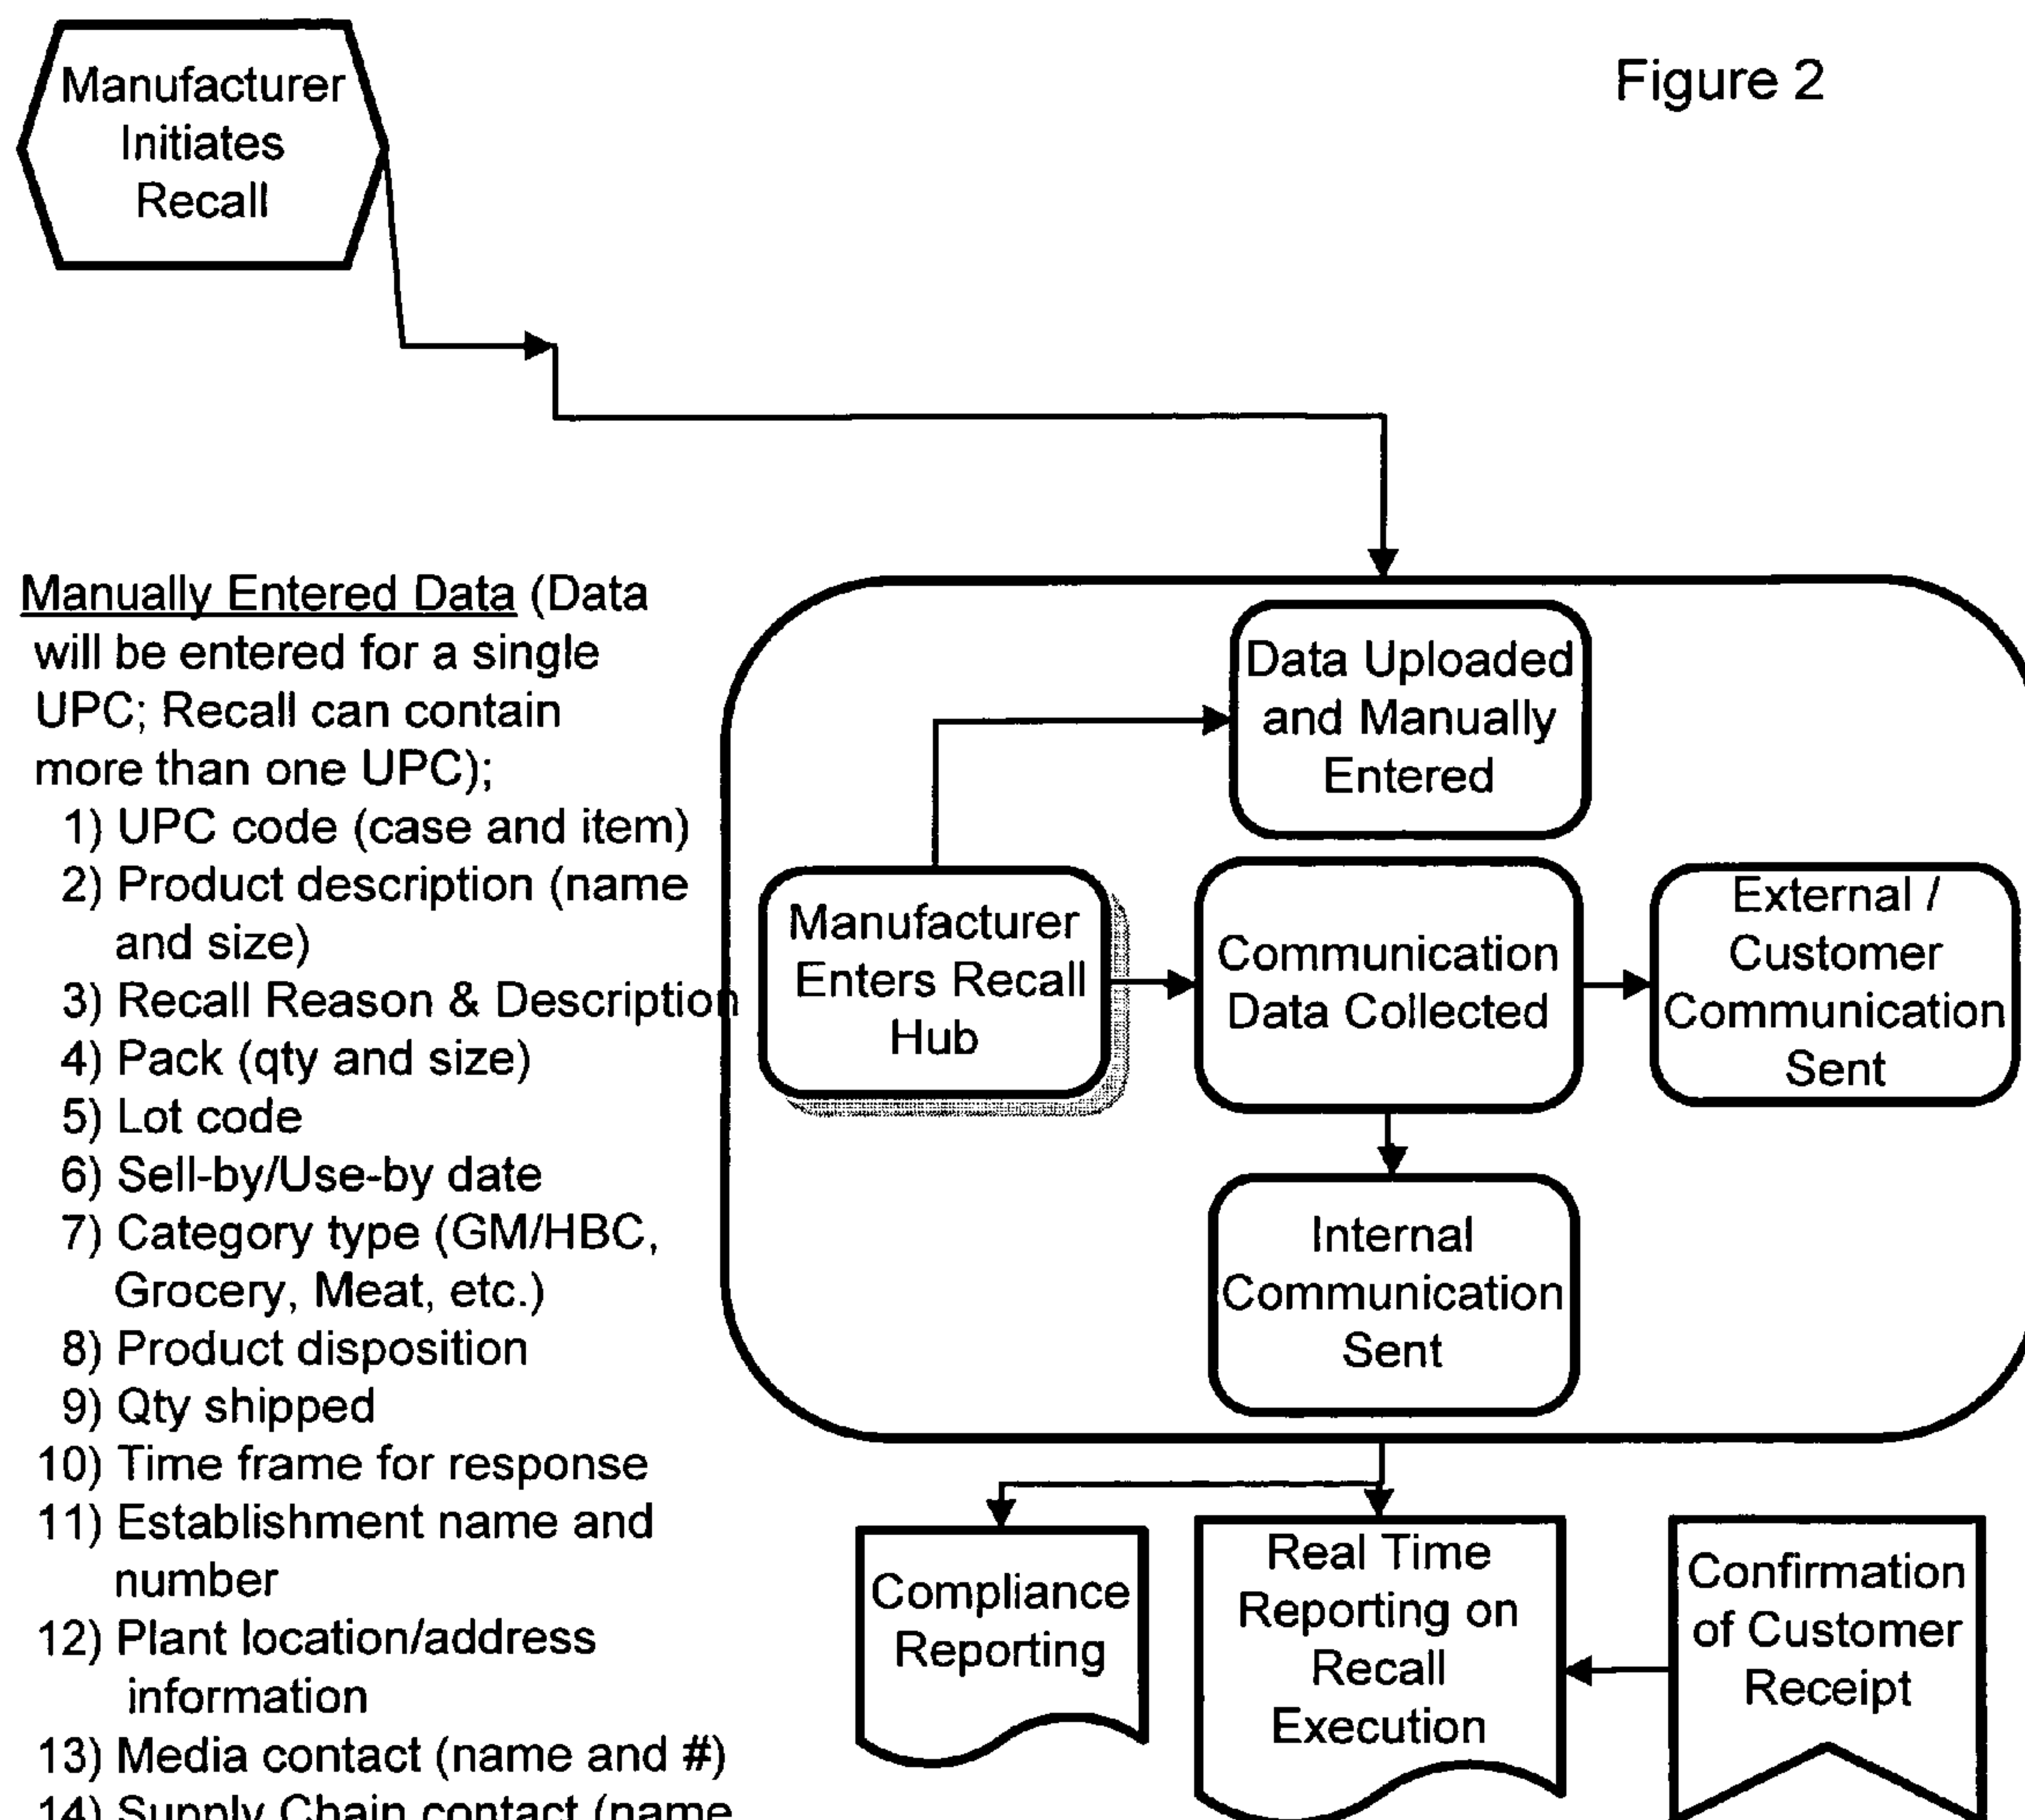 Manufacturer
Initiates
Recall
Figure 2
Manually Entered Data (Data
will be entered for a single
UPC; Recall can contain
more than one UPC);
1) UPC code (case and item)
2) Product description (name
and size)
3) Recall Reason & Description
4) Pack (qty and size)
5) Lot code
6) Sell-by/Use-by date
7) Category type (GM/HBC,
Grocery, Meat, etc.)
8) Product disposition
9) Qty shipped
10) Time frame for response
11) Establishment name and
number
12) Plant location/address
information
13) Media contact (name and #)
14) Supply Chain contact (name
Data Uploaded
and Manually
Entered
Manufacturer
Enters Recall
Hub
Communication
Data Collected
External /
Customer
Communication
Sent
Internal
Communication
Sent
Compliance
Reporting
Real Time
Reporting on
Recall
Execution
Confirmation
of Customer
Receipt